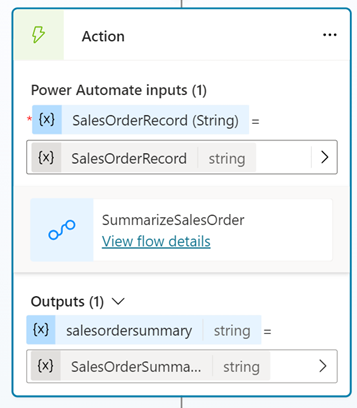 Action
Power Automate inputs (1)
* {x} SalesOrderRecord (String) =
{x} SalesOrderRecord string
SummarizeSalesOrder
View flow details
Outputs (1)
{x} salesordersummary string =
{x} SalesOrderSumma... string